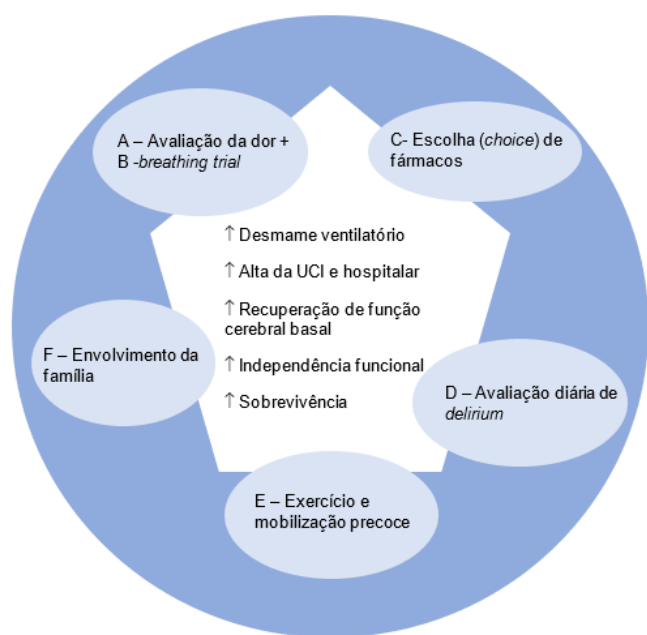 A – Avaliação da dor +
B -breathing trial
C- Escolha (choice) de
fármacos
↑ Desmame ventilatório
↑ Alta da UCI e hospitalar
↑ Recuperação de função
cerebral basal
↑ Independência funcional
↑ Sobrevivência
F – Envolvimento da
família
D – Avaliação diária de
delirium
E – Exercício e
mobilização precoce